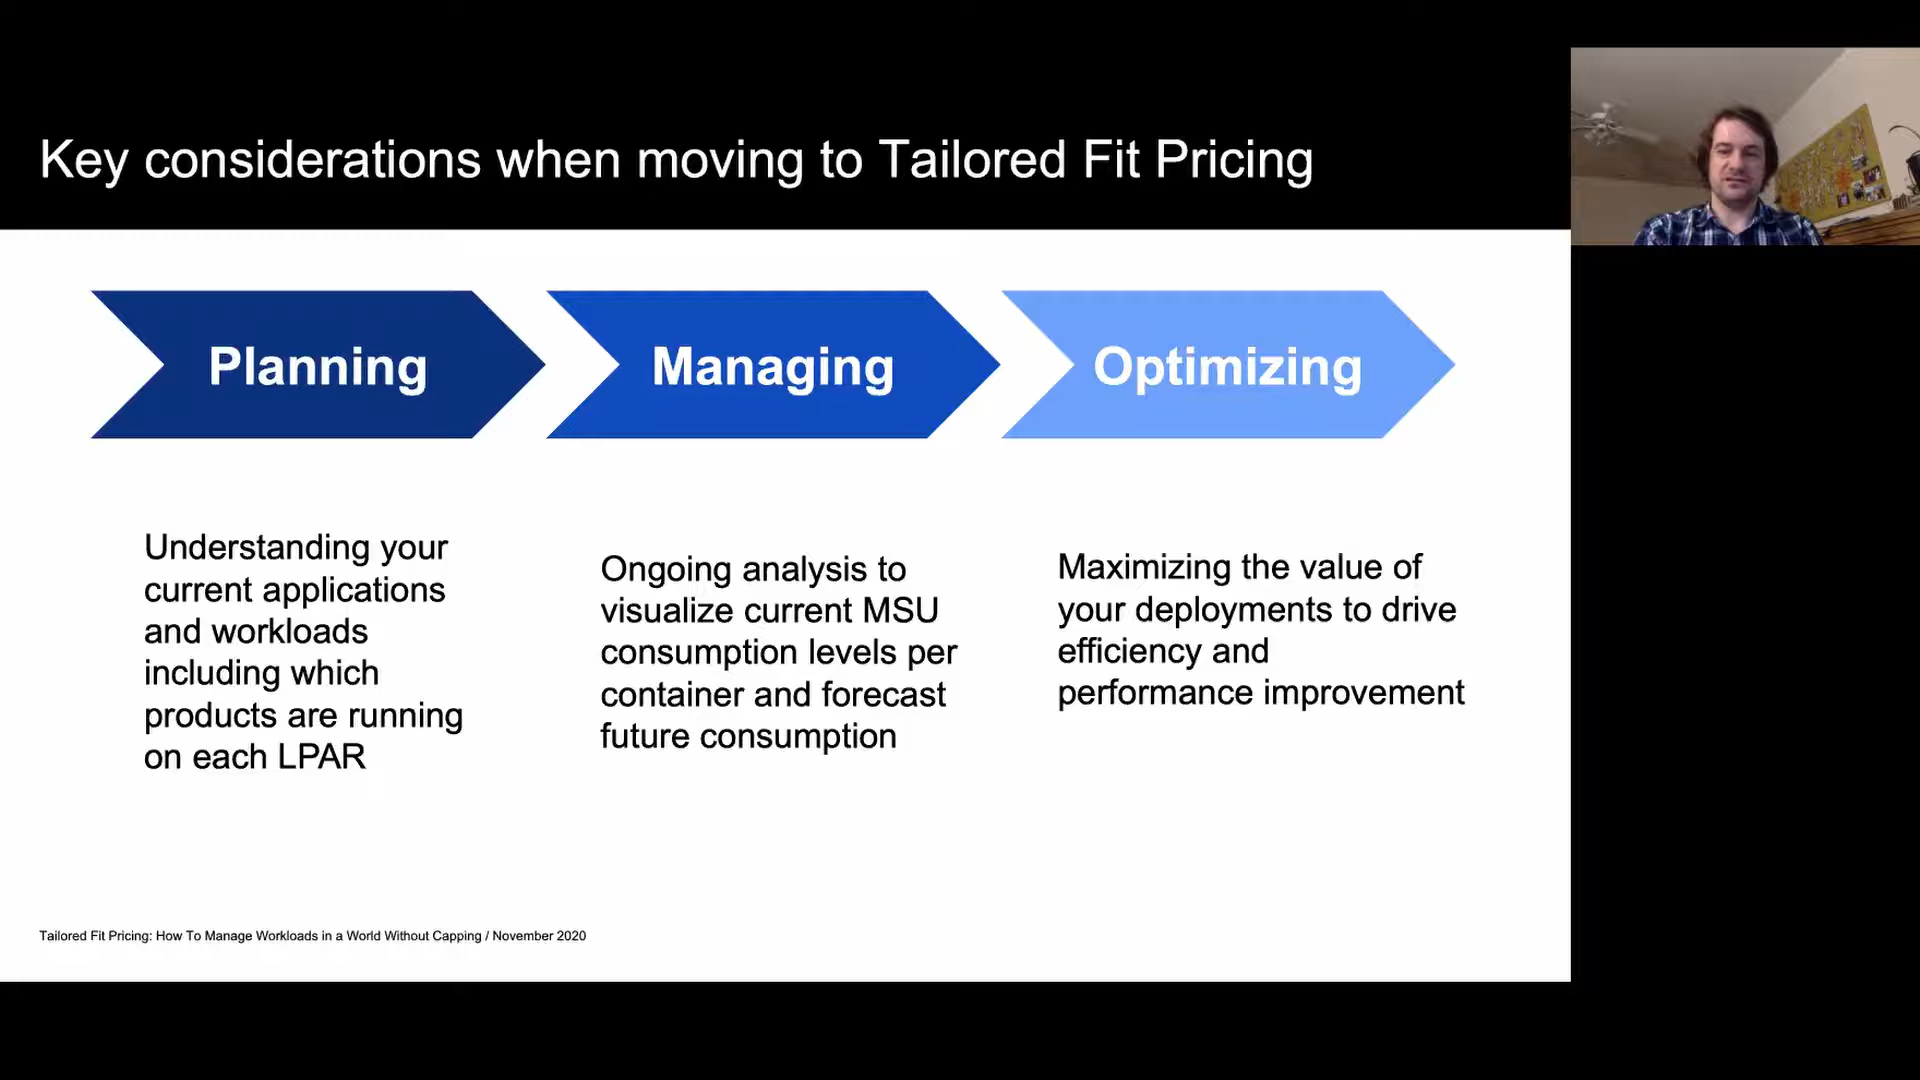 Key considerations when moving to Tailored Fit Pricing
Planning
Managing
Optimizing
Understanding your
current applications
and workloads
including which
products are running
on each LPAR
Ongoing analysis to
visualize current MSU
consumption levels per
container and forecast
future consumption
Maximizing the value of
your deployments to drive
efficiency and
performance improvement
Tailored Fit Pricing: How To Manage Workloads in a World Without Capping / November 2020